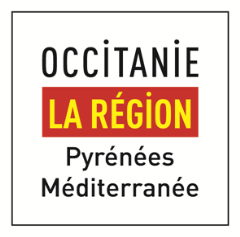 OCCiTANIE
LA RÉGION
Pyrénées
Méditerranée